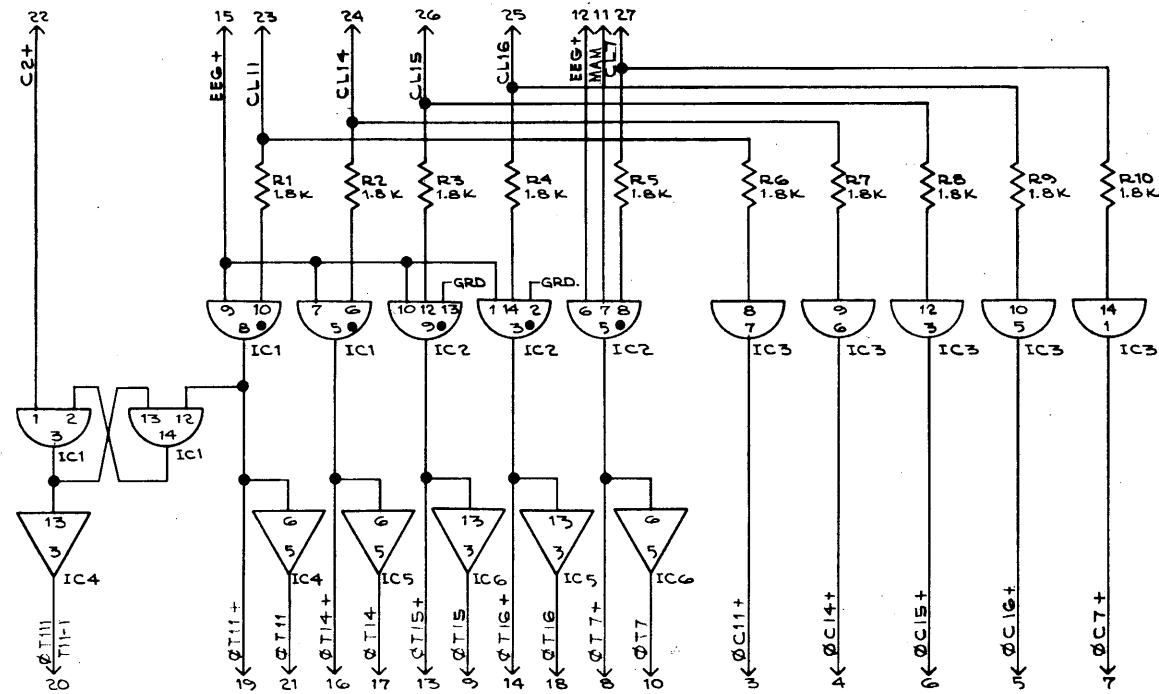 22 15 23 24 26 25 12 11 27
C2+ EEG+ CL11 CL14 CL15 CL16 EEG+ MAM CL7
R1 1.8K
R2 1.8K
R3 1.8K
R4 1.8K
R5 1.8K
R6 1.8K
R7 1.8K
R8 1.8K
R9 1.8K
R10 1.8K
GRD
GRD.
9 10 7 6 10 12 13 1 14 2 6 7 8 8 9 12 10 14
8 5 9 3 5 7 6 3 5 1
IC1 IC1 IC2 IC2 IC2 IC3 IC3 IC3 IC3 IC3
1 2 13 12
3 14
IC1 IC1
13 6 6 13 13 6
3 5 5 3 3 5
IC4 IC4 IC5 IC6 IC5 IC6
ØT111
T11-1
ØT11+ ØT11 ØT14+ ØT14 ØT15+ ØT15 ØT16+ ØT16 ØT7+ ØT7 ØC11+ ØC14+ ØC15+ ØC16+ ØC7+
20 19 21 16 17 13 9 14 18 8 10 3 4 6 5 7